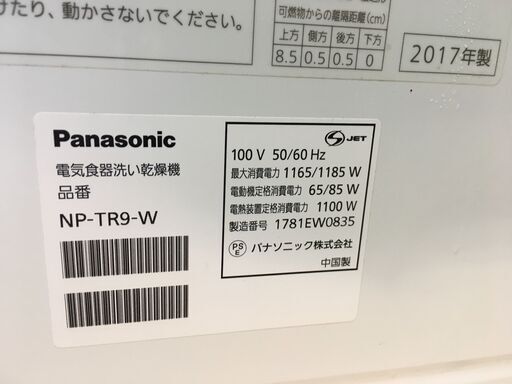 けたり、動かさないでください。
可燃物からの離隔距離(cm)
上方 側方 後方 下方
8.5 0.5 0.5 0
2017年製
Panasonic
電気食器洗い乾燥機
品番
NP-TR9-W
S JET
100 V 50/60 Hz
最大消費電力 1165/1185 W
電動機定格消費電力 65/85 W
電熱装置定格消費電力 1100 W
製造番号 1781EW0835
PS E パナソニック株式会社
中国製